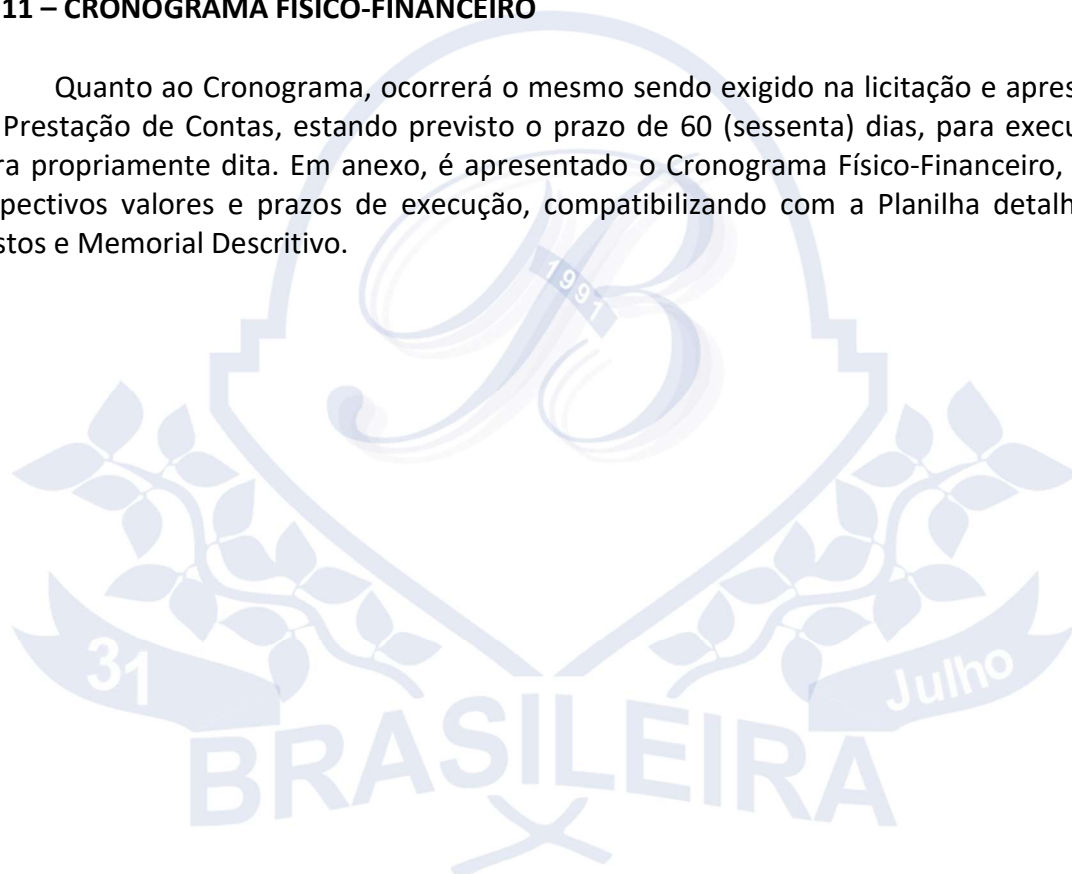 11 – CRONOGRAMA FÍSICO-FINANCEIRO
Quanto ao Cronograma, ocorrerá o mesmo sendo exigido na licitação e apres
Prestação de Contas, estando previsto o prazo de 60 (sessenta) dias, para execu
ra propriamente dita. Em anexo, é apresentado o Cronograma Físico-Financeiro,
pectivos valores e prazos de execução, compatibilizando com a Planilha detalh
stos e Memorial Descritivo.
B
1991
31
Julho
BRASILEIRA